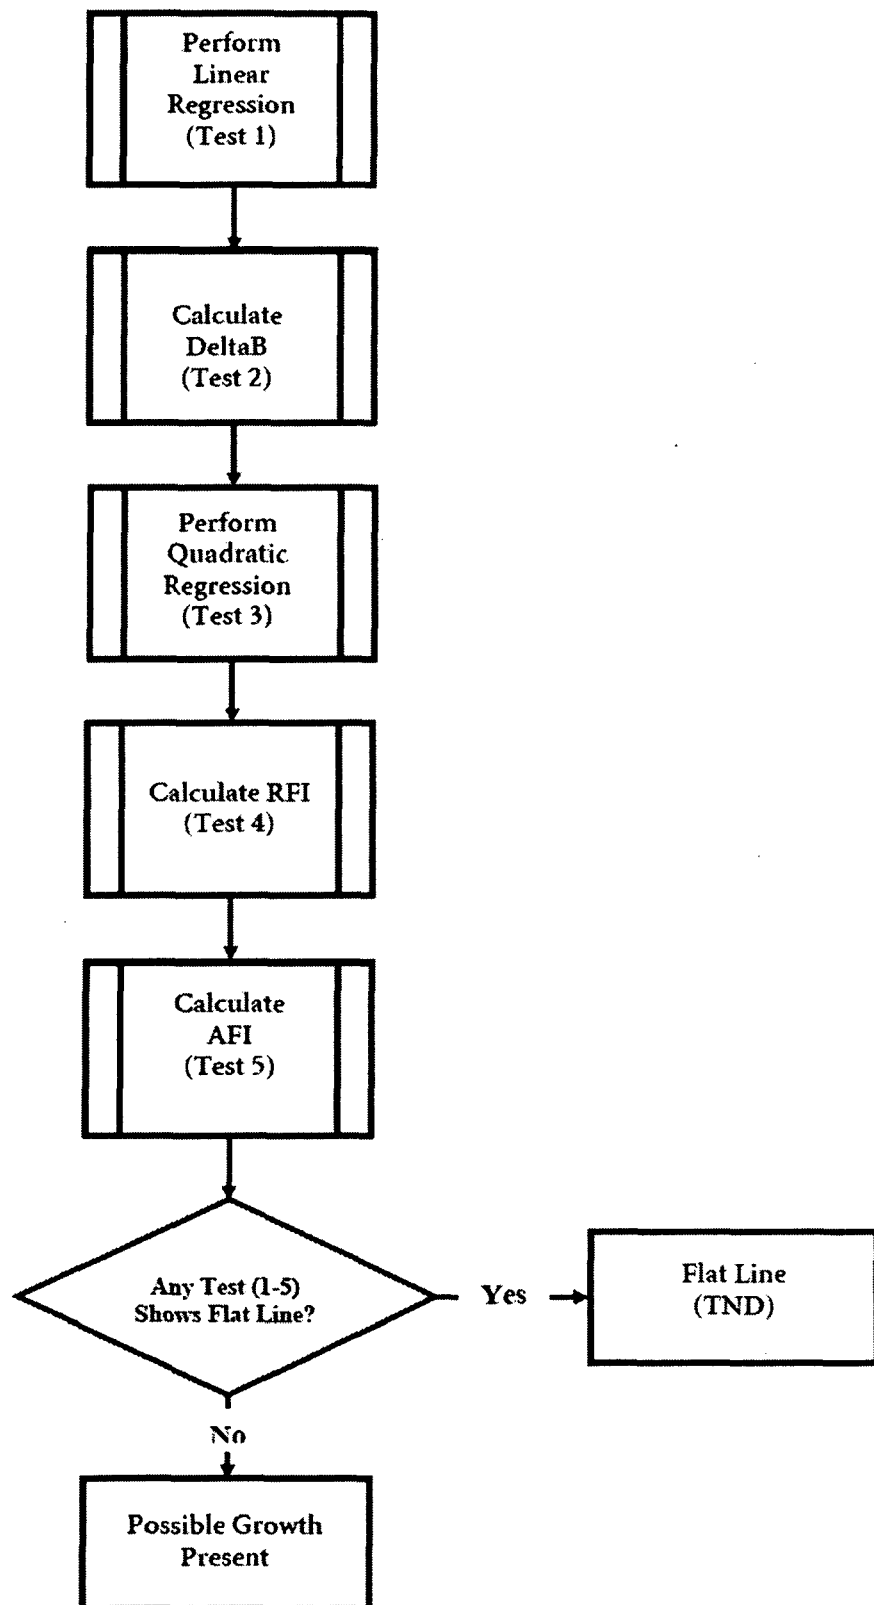 Perform
Linear
Regression
(Test 1)
Calculate
DeltaB
(Test 2)
Perform
Quadratic
Regression
(Test 3)
Calculate RFI
(Test 4)
Calculate
AFI
(Test 5)
Any Test (1-5)
Shows Flat Line?
Yes
Flat Line
(TND)
No
Possible Growth
Present